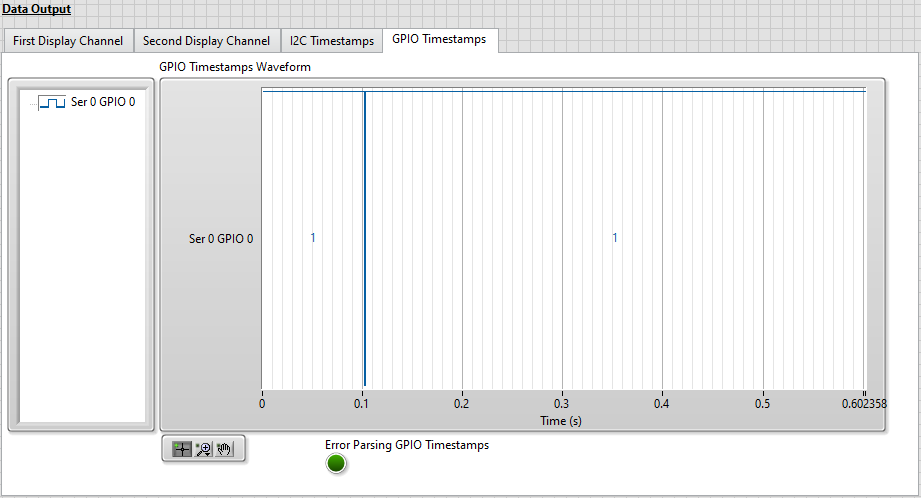 Data Output
First Display Channel
Second Display Channel
I2C Timestamps
GPIO Timestamps
GPIO Timestamps Waveform
Ser 0 GPIO 0
Ser 0 GPIO 0
1
1
0
0.1
0.2
0.3
0.4
0.5
0.602358
Time (s)
Error Parsing GPIO Timestamps